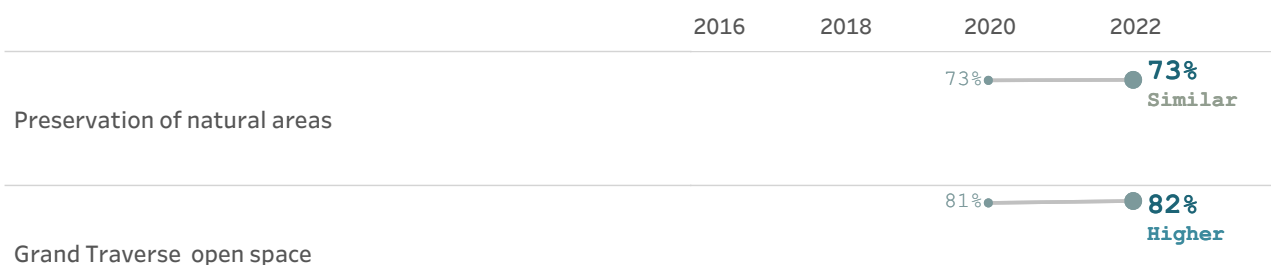 2016 2018 2020 2022
73% 73%
Similar
Preservation of natural areas
81% 82%
Higher
Grand Traverse open space